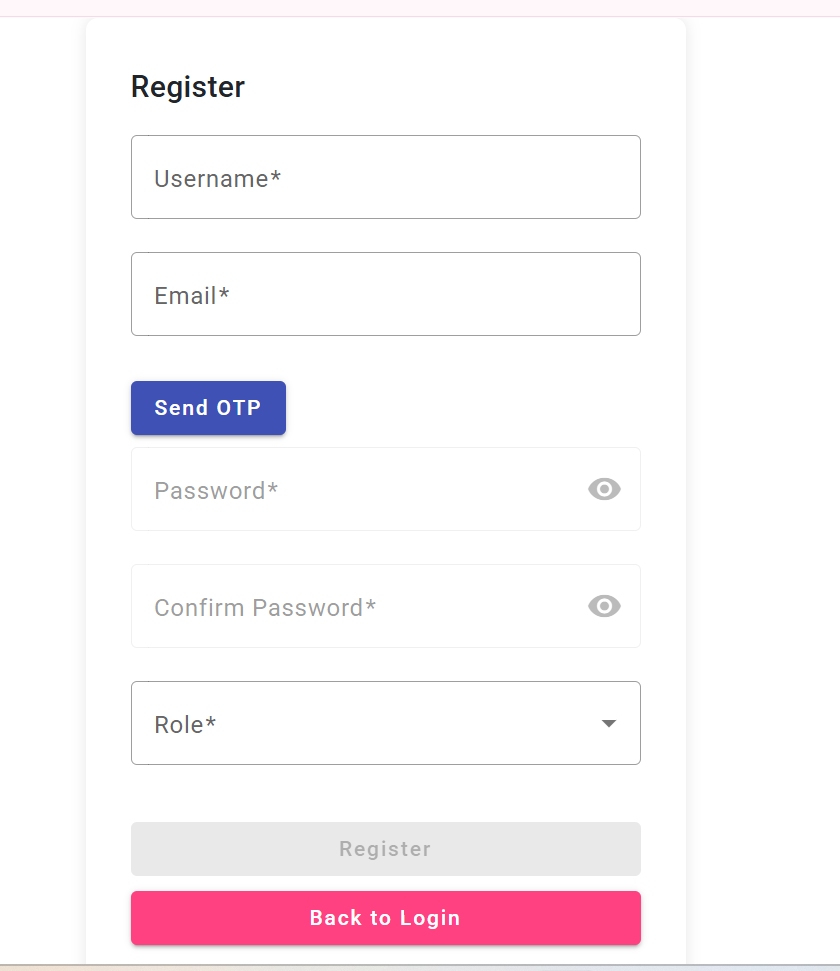 Register
Username*
Email*
Send OTP
Password*
Confirm Password*
Role*
Register
Back to Login